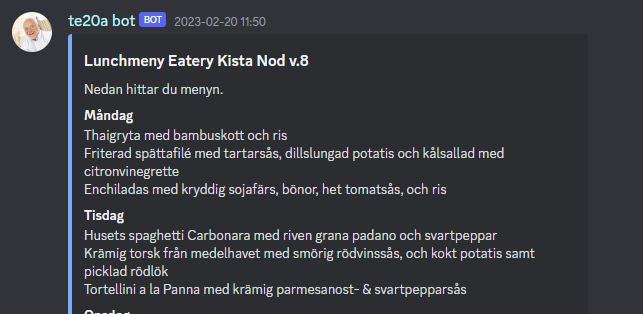 te20a bot BOT 2023-02-20 11:50
Lunchmeny Eatery Kista Nod v.8
Nedan hittar du menyn.
Måndag
Thaigryta med bambuskott och ris
Friterad spättafilé med tartarsås, dillslungad potatis och kålsallad med
citronvinegrette
Enchiladas med kryddig sojafärs, bönor, het tomatsås, och ris
Tisdag
Husets spaghetti Carbonara med riven grana padano och svartpeppar
Krämig torsk från medelhavet med smörig rödvinssås, och kokt potatis samt
picklad rödlök
Tortellini a la Panna med krämig parmesanost- & svartpepparsås